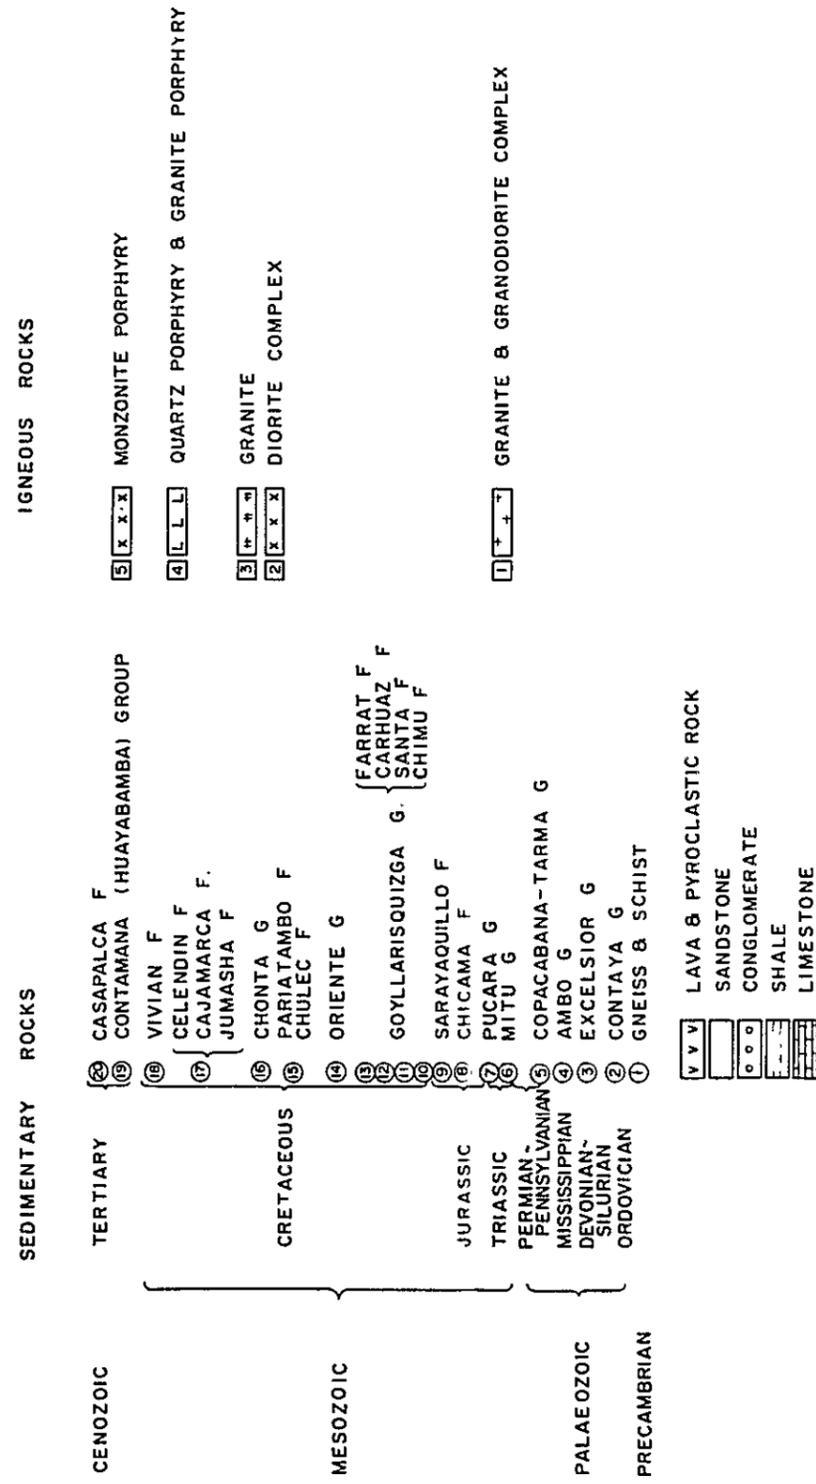 SEDIMENTARY ROCKS
IGNEOUS ROCKS
CENOZOIC
TERTIARY
20 CASAPALCA F
19 CONTAMANA (HUAYABAMBA) GROUP
5 X X X MONZONITE PORPHYRY
MESOZOIC
CRETACEOUS
18 VIVIAN F
4 L L L QUARTZ PORPHYRY & GRANITE PORPHYRY
17 CELENDIN F
CAJAMARCA F.
JUMASHA F
3 GRANITE
2 X X X DIORITE COMPLEX
16 CHONTA G
15 PARIATAMBO F
CHULEC F
14 ORIENTE G
GOYLLARISQUIZGA G.
13 FARRAT F
12 CARHUAZ F
11 SANTA F
10 CHIMU F
9 SARAYAQUILLO F
JURASSIC
8 CHICAMA F
TRIASSIC
7 PUCARA G
6 MITU G
1 + + + GRANITE & GRANODIORITE COMPLEX
PALAEOZOIC
PERMIAN~
PENNSYLVANIAN
5 COPACABANA-TARMA G
MISSISSIPPIAN
4 AMBO G
DEVONIAN~
SILURIAN
3 EXCELSIOR G
ORDOVICIAN
2 CONTAYA G
PRECAMBRIAN
1 GNEISS & SCHIST
V V V LAVA & PYROCLASTIC ROCK
SANDSTONE
CONGLOMERATE
SHALE
LIMESTONE